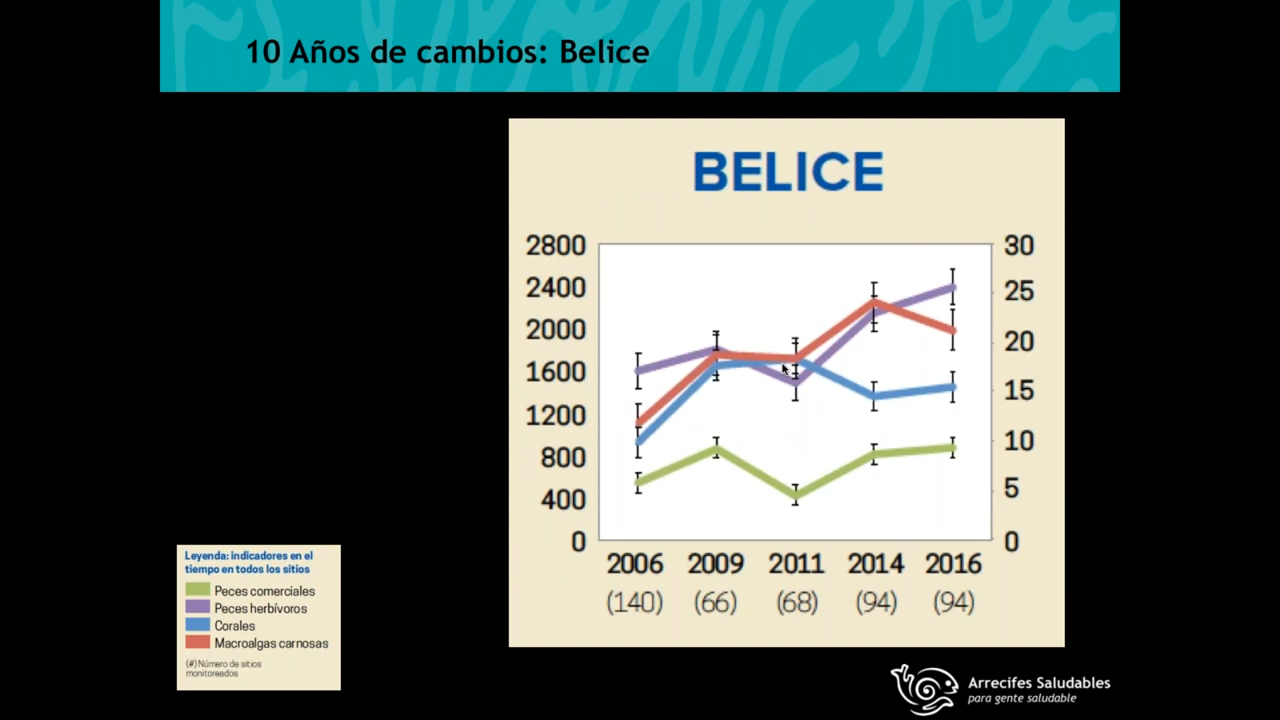 10 Años de cambios: Belice
BELICE
2800
2400
2000
1600
1200
800
400
0
30
25
20
15
10
5
0
2006 2009 2011 2014 2016
(140) (66) (68) (94) (94)
Leyenda: indicadores en el
tiempo en todos los sitios
Peces comerciales
Peces herbívoros
Corales
Macroalgas carnosas
(#) Número de sitios
monitoreados
Arrecifes Saludables
para gente saludable